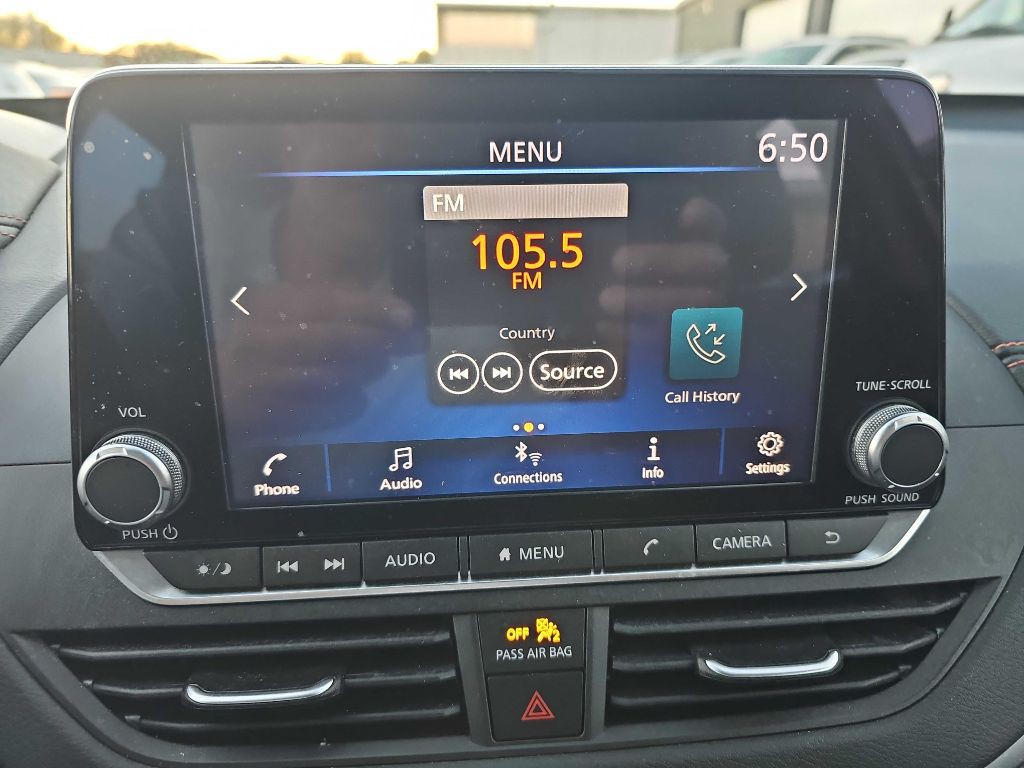 MENU
6:50
FM
105.5
FM
Country
Source
Call History
VOL
TUNE·SCROLL
Phone
Audio
Connections
Info
Settings
PUSH
PUSH SOUND
AUDIO
MENU
CAMERA
OFF 2
PASS AIR BAG